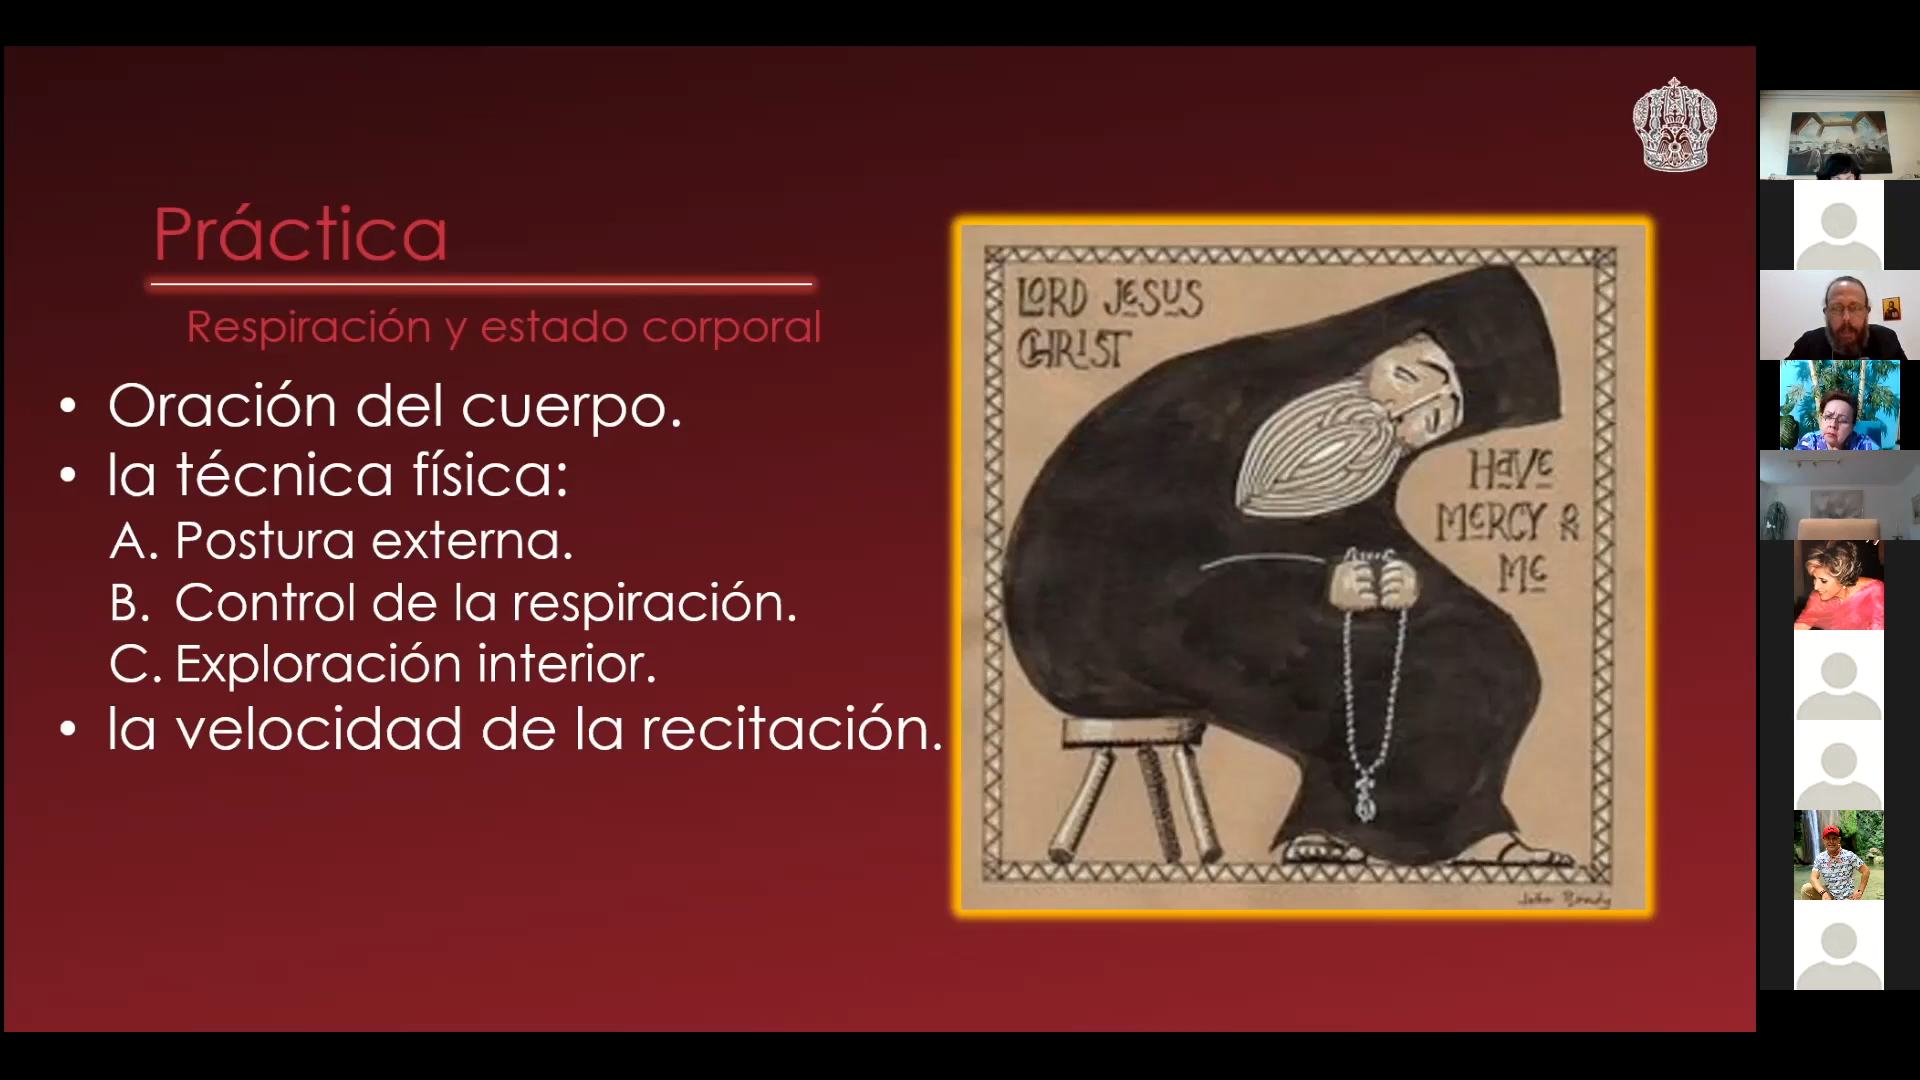 Práctica
Respiración y estado corporal
• Oración del cuerpo.
• la técnica física:
A. Postura externa.
B. Control de la respiración.
C. Exploración interior.
• la velocidad de la recitación.
LORD JESUS
CHRIST
HAVE
MERCY ON
ME